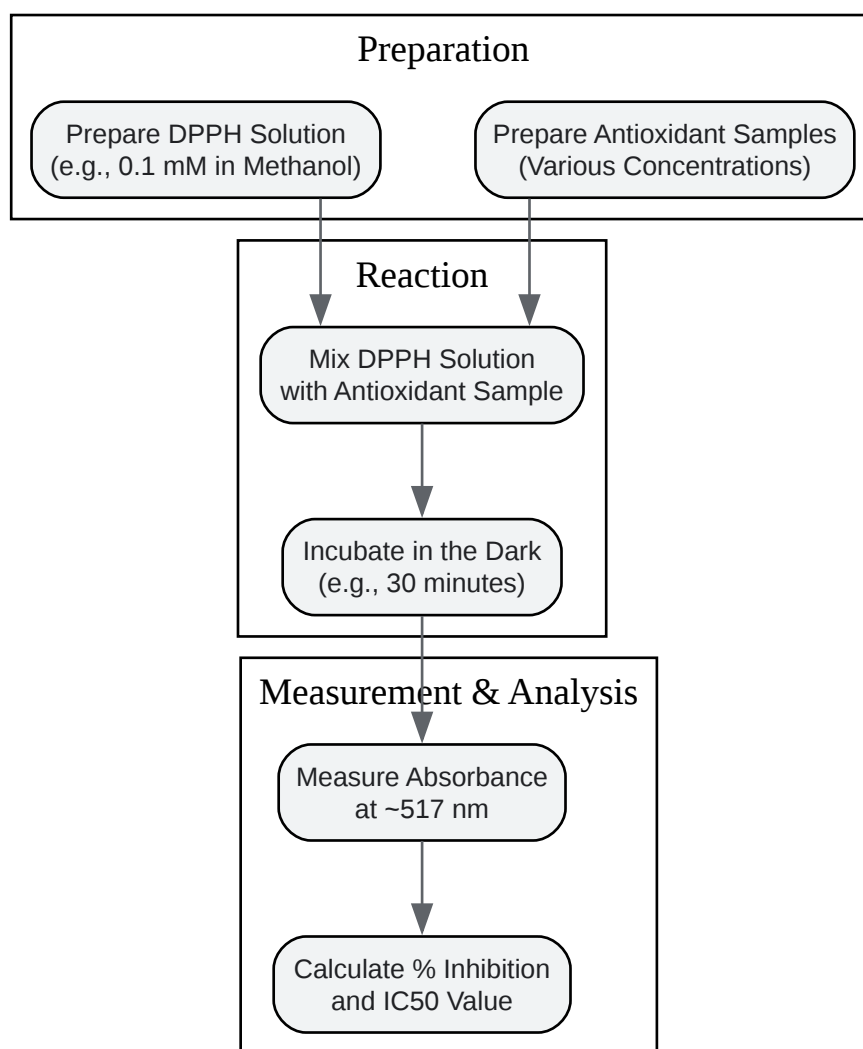 Preparation
Prepare DPPH Solution
(e.g., 0.1 mM in Methanol)
Prepare Antioxidant Samples
(Various Concentrations)
Reaction
Mix DPPH Solution
with Antioxidant Sample
Incubate in the Dark
(e.g., 30 minutes)
Measurement & Analysis
Measure Absorbance
at ~517 nm
Calculate % Inhibition
and IC50 Value